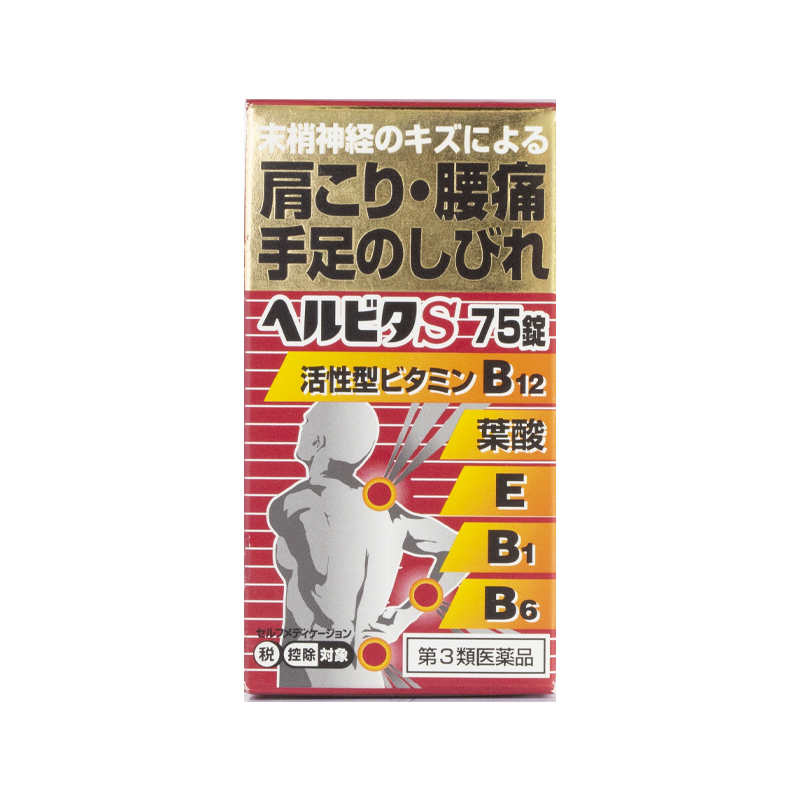 末梢神経のキズによる
肩こり・腰痛
手足のしびれ
ヘルビタS 75錠
活性型ビタミン B12
葉酸
E
B1
B6
セルフメディケーション
税 控除 対象
第3類医薬品